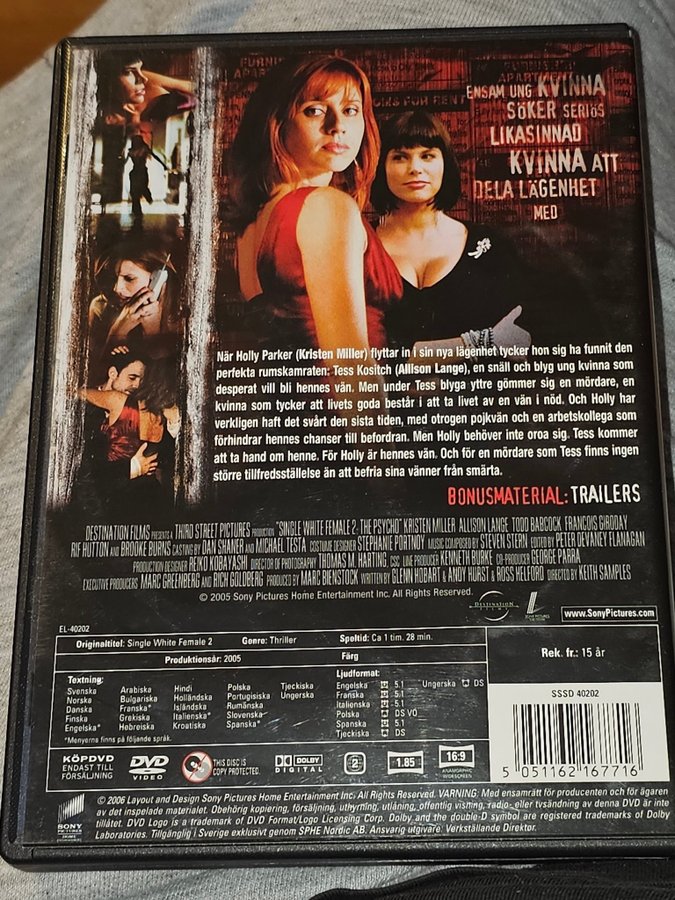 ENSAM UNG KVINNA
SÖKER SERIÖS
LIKASINNAD
KVINNA ATT
DELA LÄGENHET
MED
När Holly Parker (Kristen Miller) flyttar in i sin nya lägenhet tycker hon sig ha funnit den
perfekta rumskamraten: Tess Kositch (Allison Lange), en snäll och blyg ung kvinna som
desperat vill bli hennes vän. Men under Tess blyga yttre gömmer sig en mördare, en
kvinna som tycker att livets goda består i att ta livet av en vän i nöd. Och Holly har
verkligen haft det svårt den sista tiden, med otrogen pojkvän och en arbetskollega som
förhindrar hennes chanser till befordran. Men Holly behöver inte oroa sig. Tess kommer
att ta hand om henne. För Holly är hennes vän. Och för en mördare som Tess finns ingen
större tillfredsställelse än att befria sina vänner från smärta.
BONUSMATERIAL: TRAILERS
DESTINATION FILMS PRESENTS A THIRD STREET PICTURES PRODUCTION "SINGLE WHITE FEMALE 2: THE PSYCHO" KRISTEN MILLER ALLISON LANGE TODD BABCOCK FRANCOIS GIRODAY
RIF HUTTON AND BROOKE BURNS CASTING BY DAN SHANER AND MICHAEL TESTA COSTUME DESIGNER STEPHANIE PORTNOY MUSIC COMPOSED BY STEVEN STERN EDITED BY PETER DEVANEY FLANAGAN
PRODUCTION DESIGNER REIKO KOBAYASHI DIRECTOR OF PHOTOGRAPHY THOMAS M. HARTING, CSC LINE PRODUCER KENNETH BURKE CO-PRODUCER GEORGE PARRA
EXECUTIVE PRODUCERS MARC GREENBERG AND RICH GOLDBERG PRODUCED BY MARC BIENSTOCK WRITTEN BY GLENN HOBART AND ANDY HURST & ROSS HELFORD DIRECTED BY KEITH SAMPLES
© 2005 Sony Pictures Home Entertainment Inc. All Rights Reserved.
DESTINATION FILMS
www.SonyPictures.com
EL-40202
Originaltitel: Single White Female 2 Genre: Thriller Speltid: Ca 1 tim. 28 min.
Produktionsår: 2005 Färg
Rek. fr.: 15 år
Textning:
Svenska Arabiska Hindi Polska Tjeckiska
Norska Bulgariska Holländska Portugisiska Ungerska
Danska Franska* Isländska Rumänska
Finska Grekiska Italienska* Slovenska
Engelska* Hebreiska Kroatiska Spanska*
*Menyerna finns på följande språk.
Ljudformat:
Engelska 5.1 Ungerska DS
Franska 5.1
Italienska 5.1
Polska DS VO
Spanska 5.1
Tjeckiska DS
SSSD 40202
5 051162 167716
KÖPDVD
ENDAST TILL
FÖRSÄLJNING
DVD
VIDEO
THIS DISC IS
COPY PROTECTED.
DOLBY
DIGITAL
2
1.85
16:9
ANAMORPHIC
WIDESCREEN
SONY
PICTURES
© 2006 Layout and Design Sony Pictures Home Entertainment Inc. VARNING: Med ensamrätt för producenten och för ägaren
av det inspelade materialet. Obehörig kopiering, försäljning, uthyrning, utlåning, offentlig visning, radio- eller tvsändning av denna DVD är inte
tillåtet. DVD Logo is a trademark of DVD Format/Logo Licensing Corp. Dolby and the double-D symbol are registered trademarks of Dolby
Laboratories. Tillgänglig i Sverige exklusivt genom SPHE Nordic AB. Ansvarig utgivare: Verkställande Direktor.